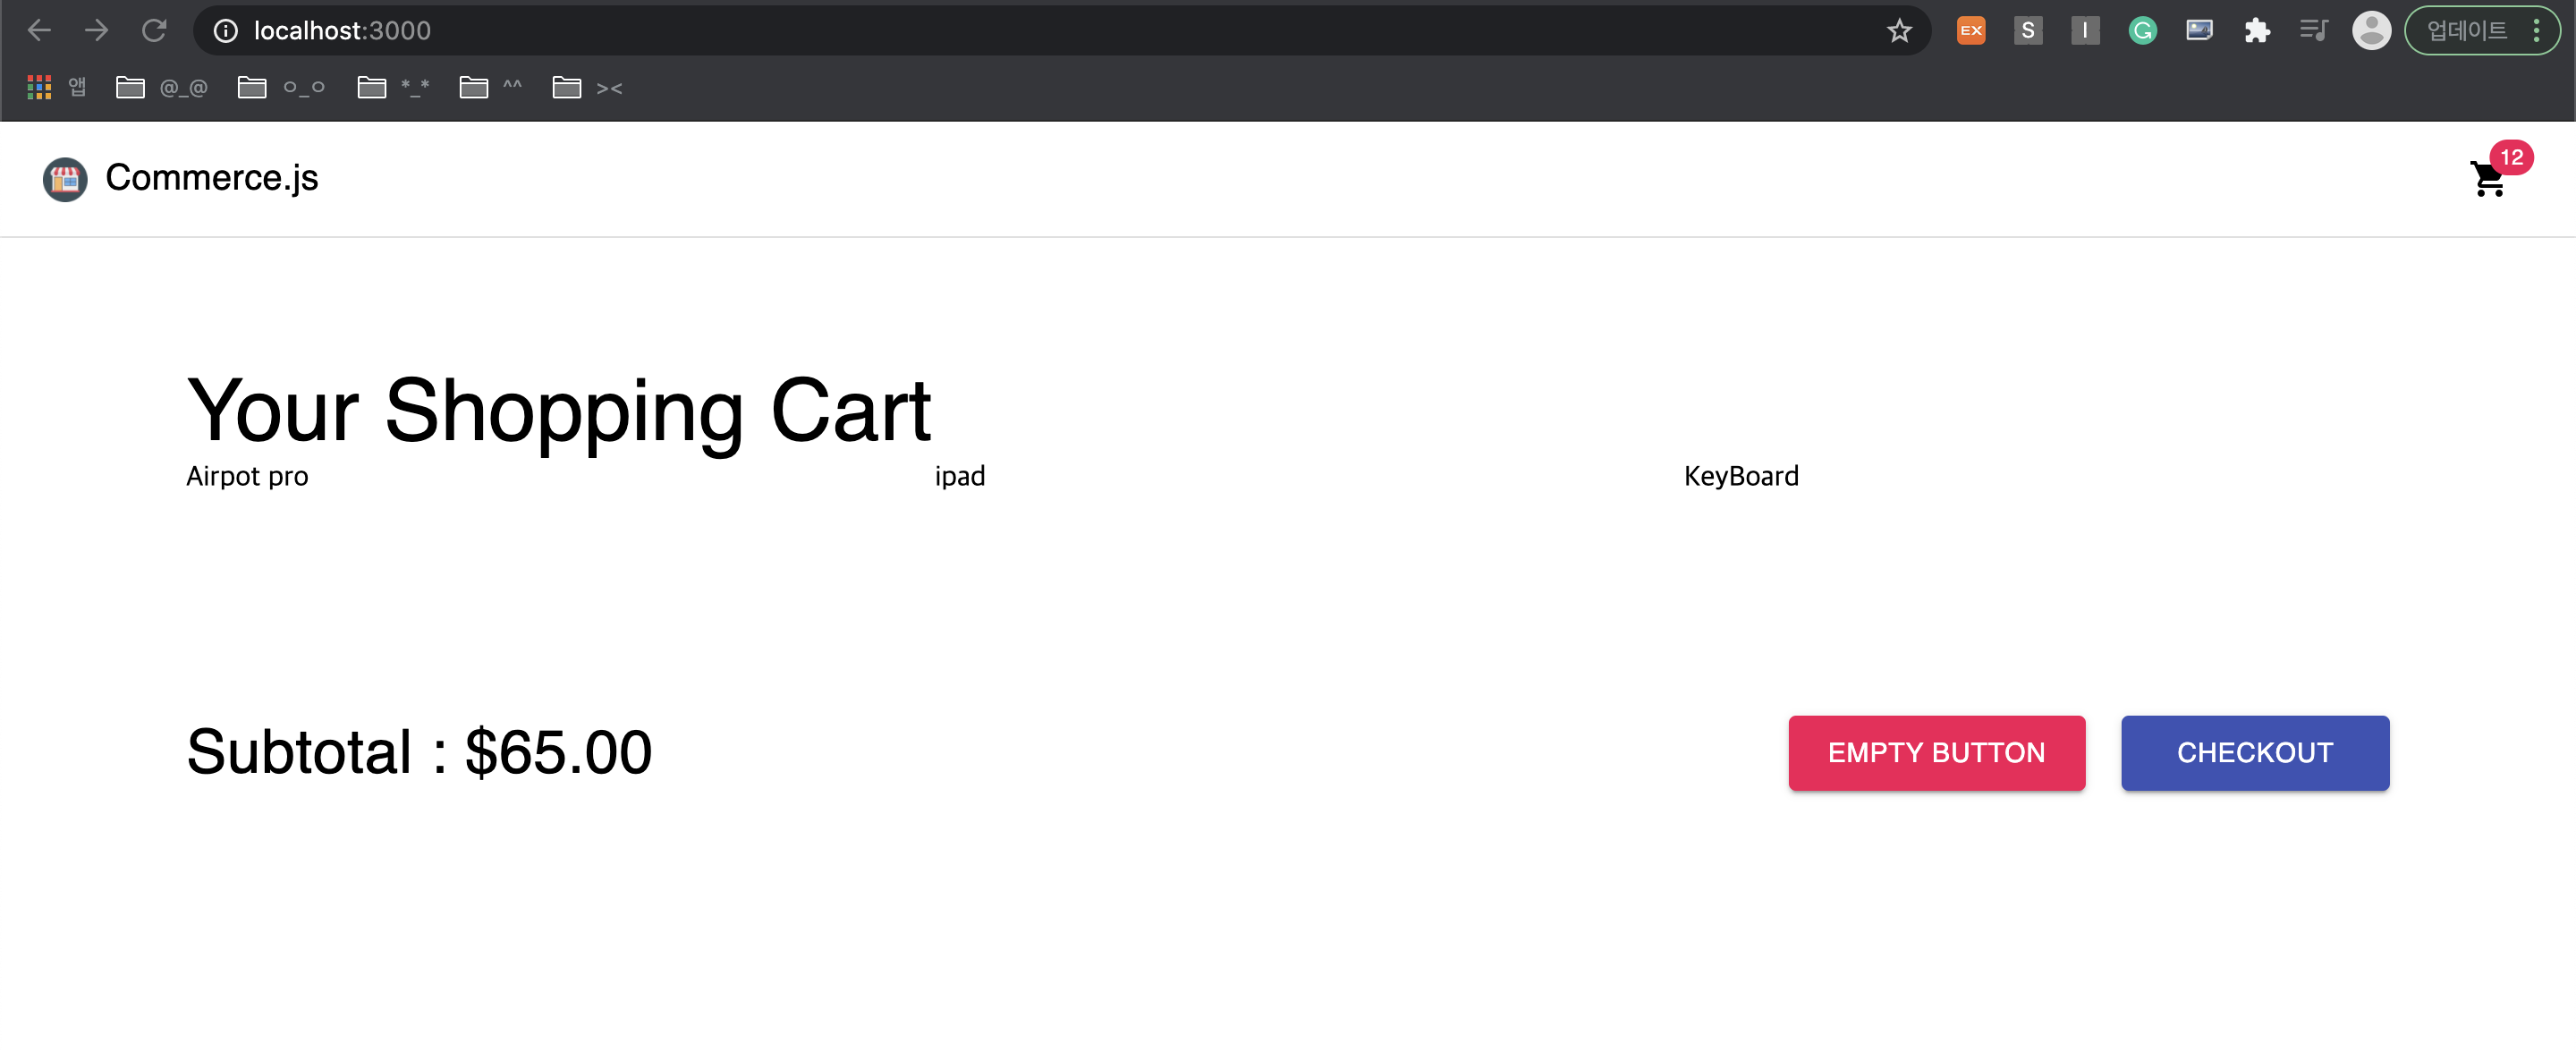 localhost:3000
EX S I G 업데이트
앱 @_@ ㅇ_ㅇ *_* ^^ ><
Commerce.js 12
Your Shopping Cart
Airpot pro ipad KeyBoard
Subtotal : $65.00 EMPTY BUTTON CHECKOUT